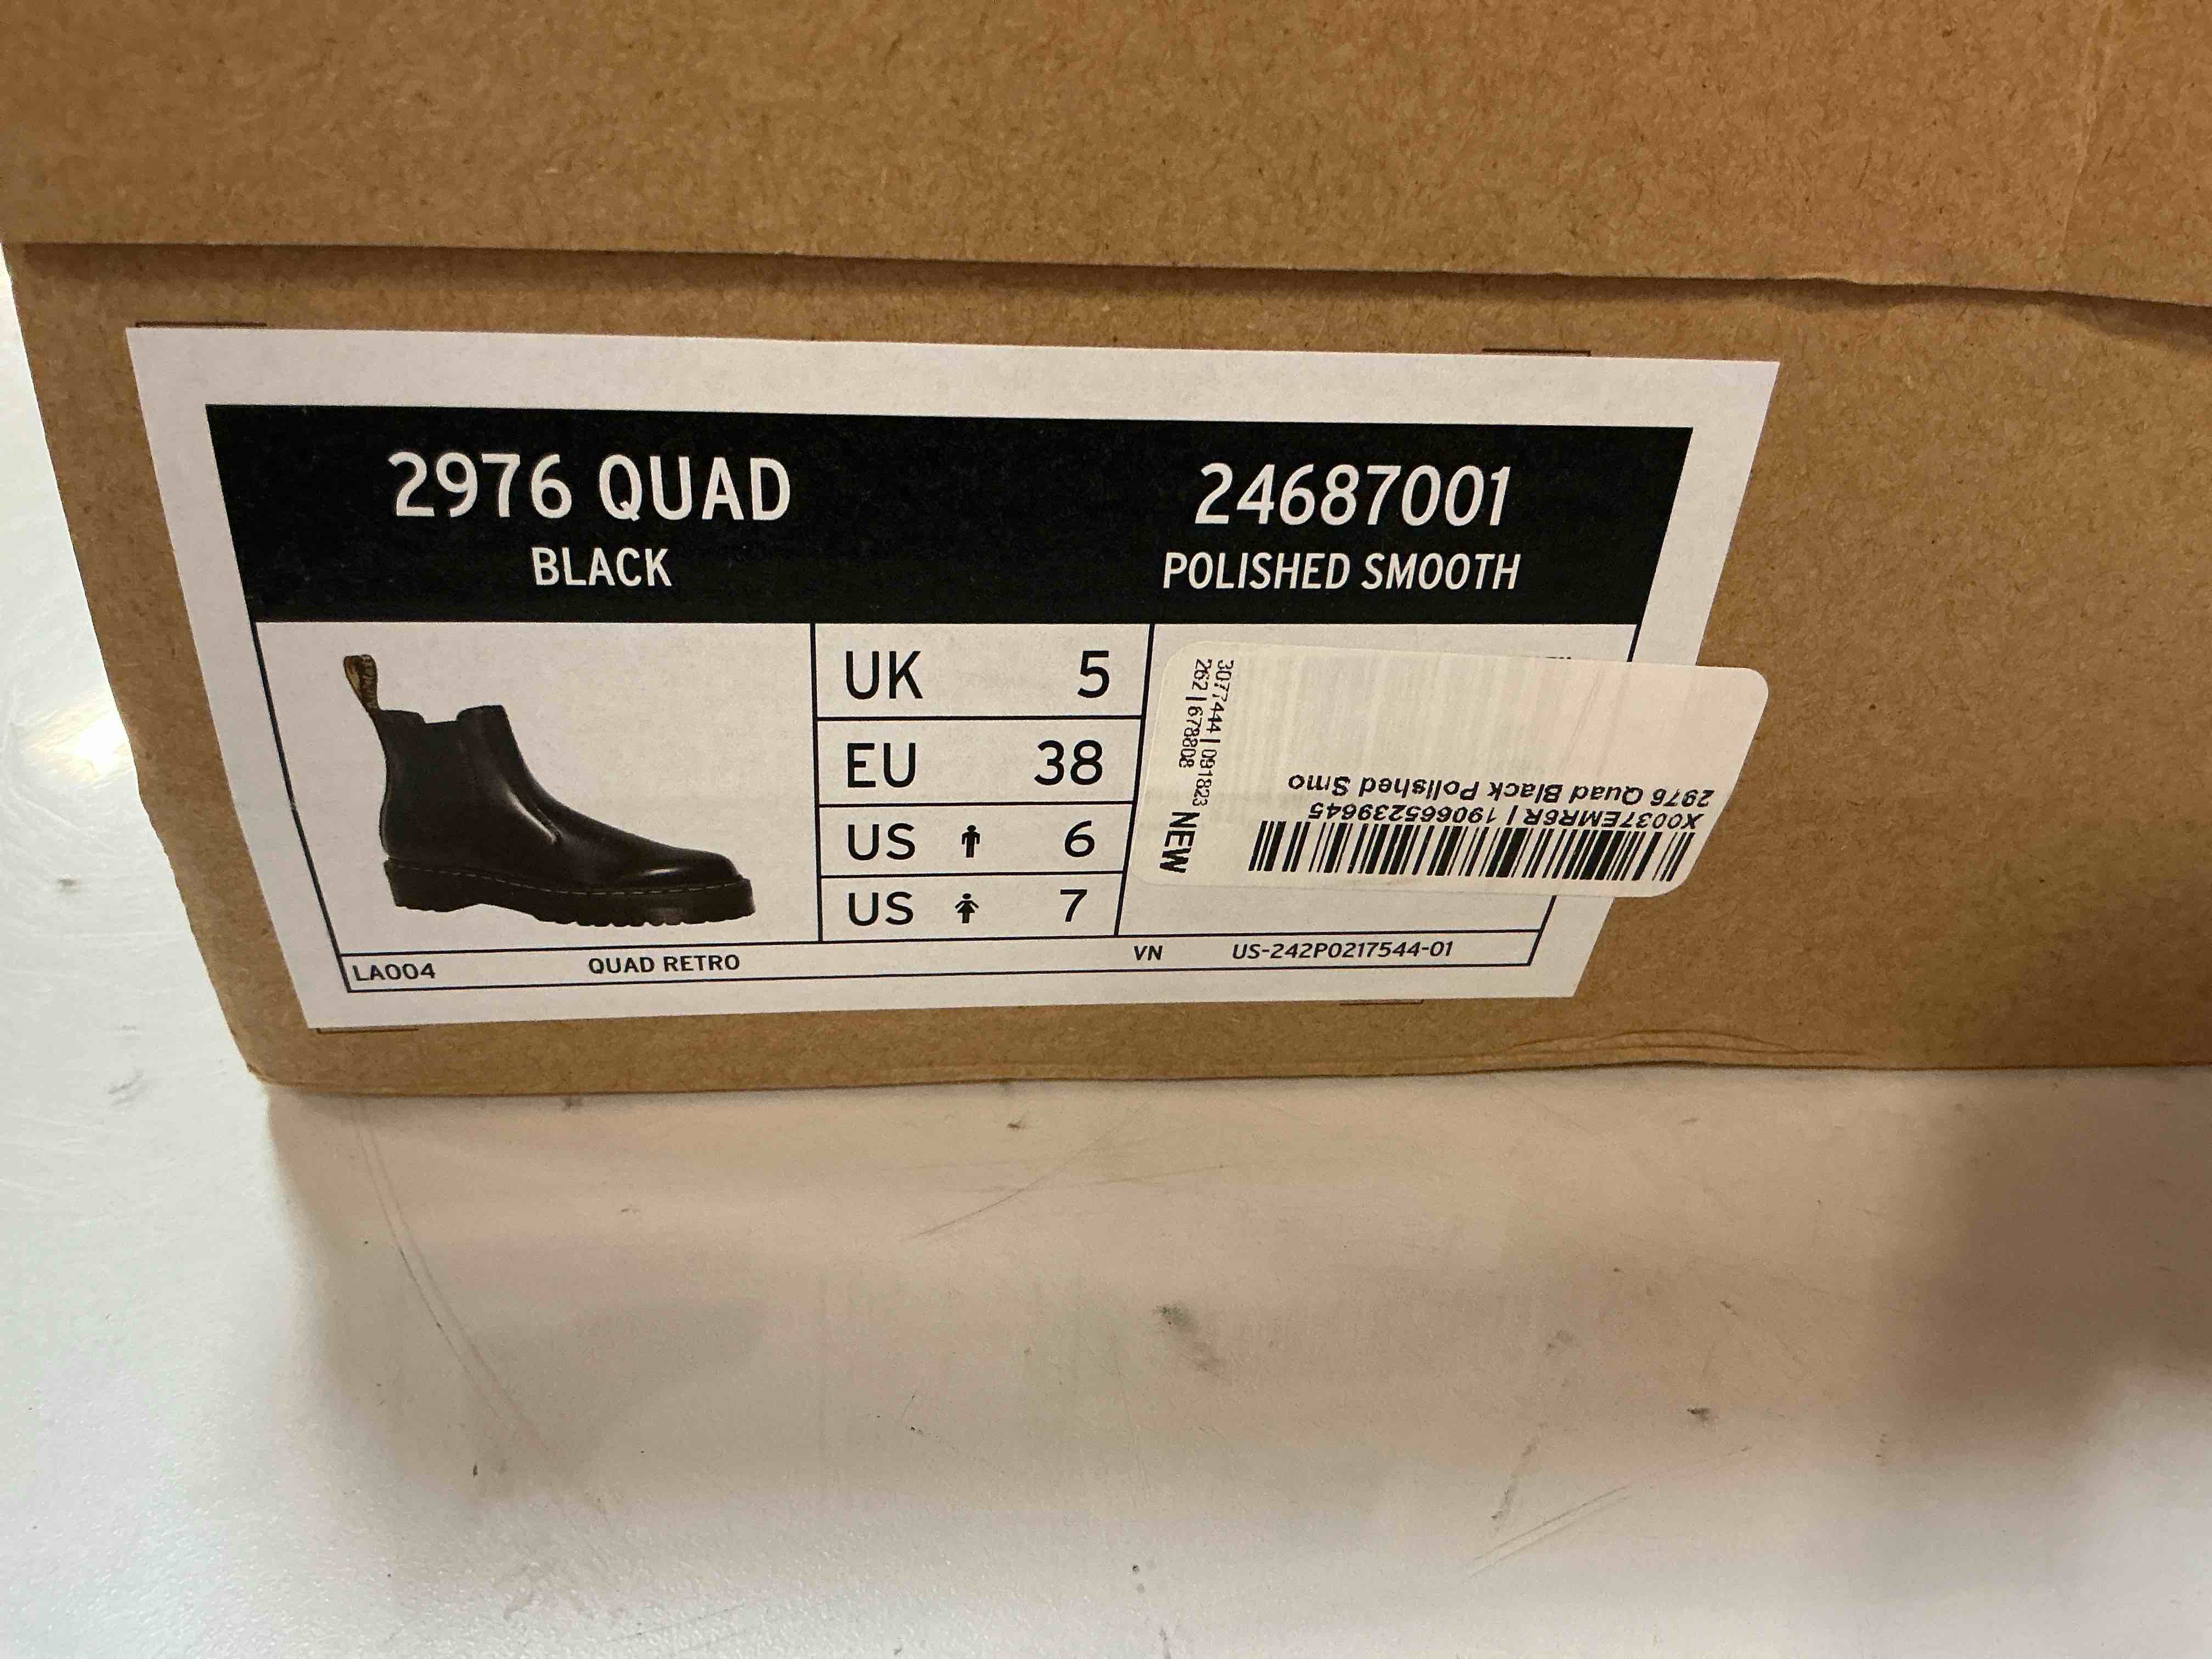 2976 QUAD
BLACK
24687001
POLISHED SMOOTH
UK 5
EU 38
US 6
US 7
3077444 | 091823
262 | 678808
NEW
X0037EMR6R | 190665239645
2976 Quad Black Polished Smo
LA004
QUAD RETRO
VN
US-242P0217544-01